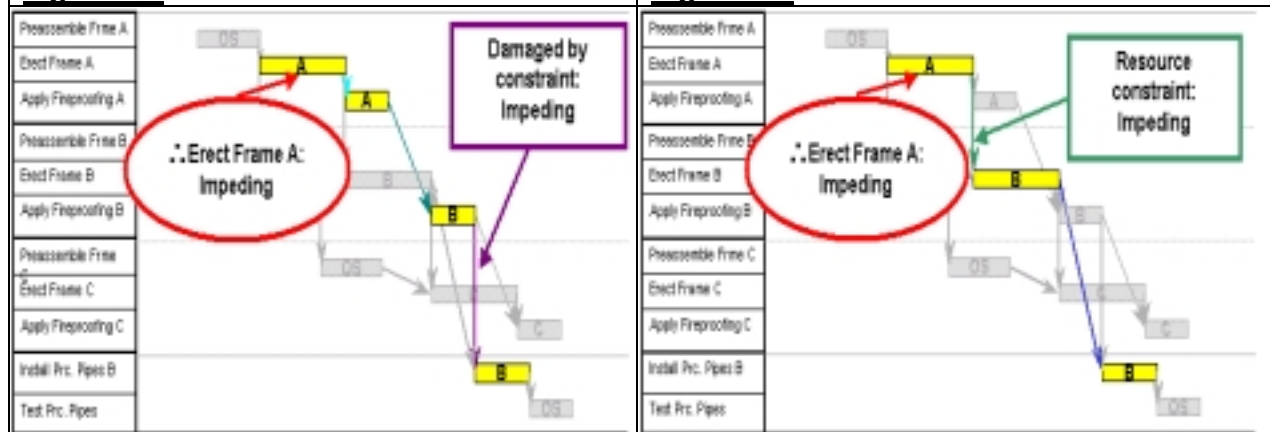 Preassemble Frme A
Erect Frame A
Apply Fireproofing A
Preassemble Frme B
Erect Frame B
Apply Fireproofing B
Preassemble Frme
C
Erect Frame C
Apply Fireproofing C
Install Prc. Pipes B
Test Prc. Pipes
OS
A
A
Damaged by
constraint:
Impeding
∴Erect Frame A:
Impeding
B
B
OS
C
C
B
OS
Preassemble Frme A
Erect Frame A
Apply Fireproofing A
Preassemble Frme B
Erect Frame B
Apply Fireproofing B
Preassemble Frme C
Erect Frame C
Apply Fireproofing C
Install Prc. Pipes B
Test Prc. Pipes
OS
A
A
Resource
constraint:
Impeding
∴Erect Frame A:
Impeding
B
B
OS
C
C
B
OS